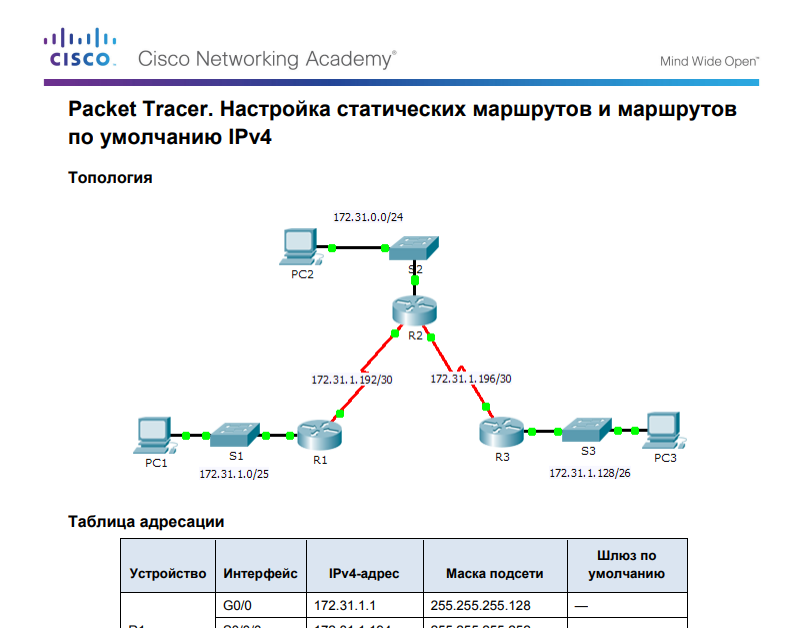 CISCO
Cisco Networking Academy®
Mind Wide Open™
Packet Tracer. Настройка статических маршрутов и маршрутов
по умолчанию IPv4
Топология
172.31.0.0/24
PC2
S2
R2
172.31.1.192/30
172.31.1.196/30
PC1
S1
R1
R3
S3
PC3
172.31.1.0/25
172.31.1.128/26
Таблица адресации
Устройство Интерфейс IPv4-адрес Маска подсети Шлюз по умолчанию
G0/0 172.31.1.1 255.255.255.128 —